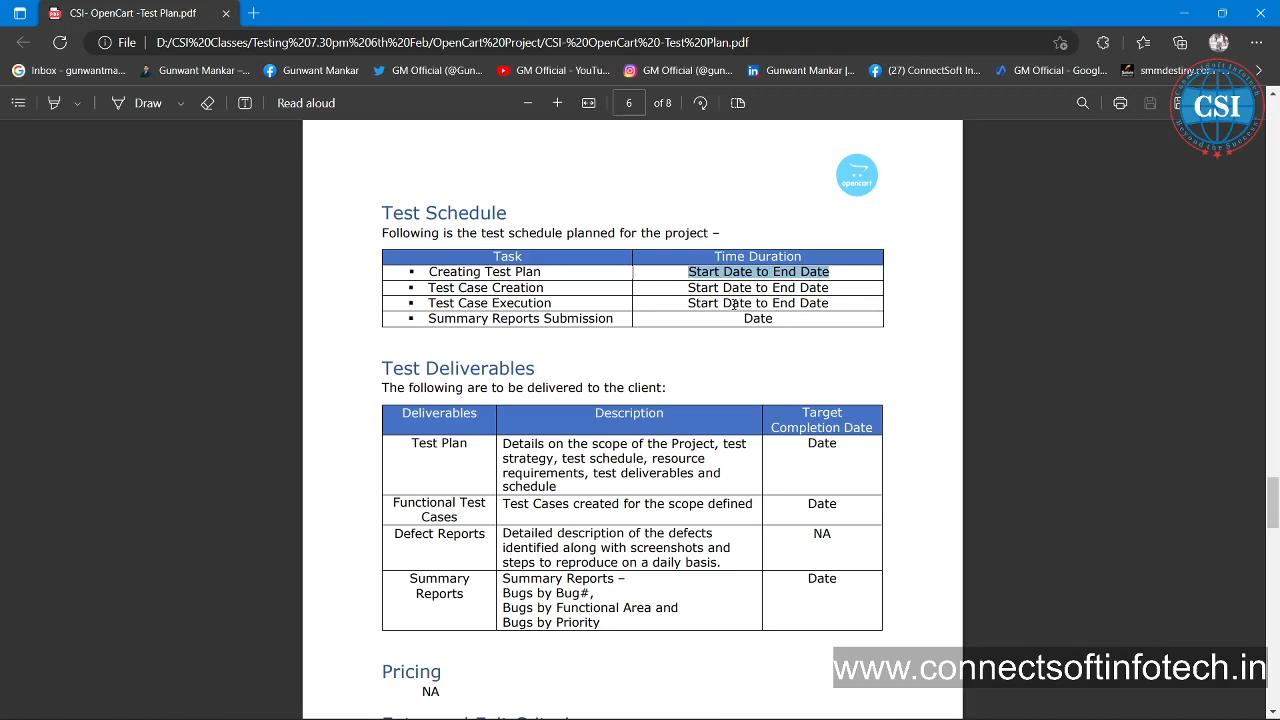 CSI- OpenCart -Test Plan.pdf
File
D:/CSI%20Classes/Testing%207.30pm%206th%20Feb/OpenCart%20Project/CSI-%20OpenCart%20-Test%20Plan.pdf
Inbox - gunwantma...
Gunwant Mankar –...
Gunwant Mankar
GM Official (@Gun...
GM Official - YouTu...
GM Official (@gun...
Gunwant Mankar |...
(27) ConnectSoft In...
GM Official - Googl...
smmdestiny.com...
Draw
Read aloud
6
of 8
CSI
Beyond the Success!
opencart
Test Schedule
Following is the test schedule planned for the project –
Task
Time Duration
▪ Creating Test Plan
Start Date to End Date
▪ Test Case Creation
Start Date to End Date
▪ Test Case Execution
Start Date to End Date
▪ Summary Reports Submission
Date
Test Deliverables
The following are to be delivered to the client:
Deliverables
Description
Target
Completion Date
Test Plan
Details on the scope of the Project, test
strategy, test schedule, resource
requirements, test deliverables and
schedule
Date
Functional Test
Cases
Test Cases created for the scope defined
Date
Defect Reports
Detailed description of the defects
identified along with screenshots and
steps to reproduce on a daily basis.
NA
Summary
Reports
Summary Reports –
Bugs by Bug#,
Bugs by Functional Area and
Bugs by Priority
Date
Pricing
NA
www.connectsoftinfotech.in